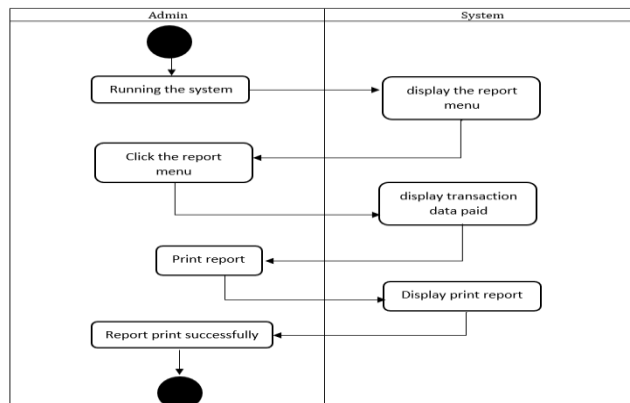 Admin
System
Running the system
display the report
menu
Click the report
menu
display transaction
data paid
Print report
Display print report
Report print successfully